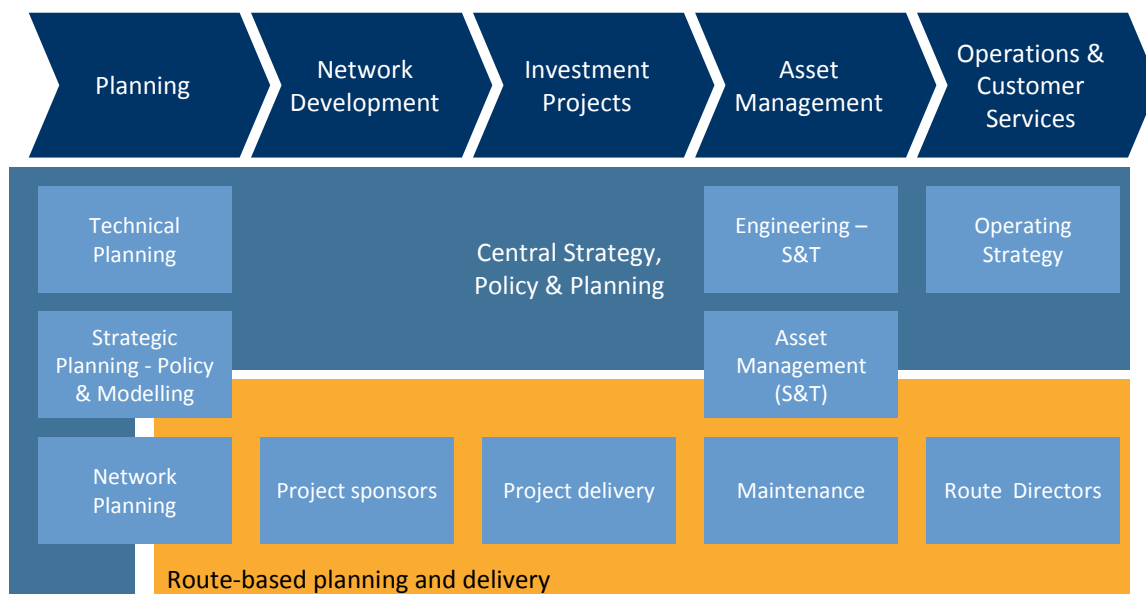 Planning
Network
Development
Investment
Projects
Asset
Management
Operations &
Customer
Services
Technical
Planning
Central Strategy,
Policy & Planning
Engineering –
S&T
Operating
Strategy
Strategic
Planning - Policy
& Modelling
Asset
Management
(S&T)
Network
Planning
Project sponsors
Project delivery
Maintenance
Route Directors
Route-based planning and delivery